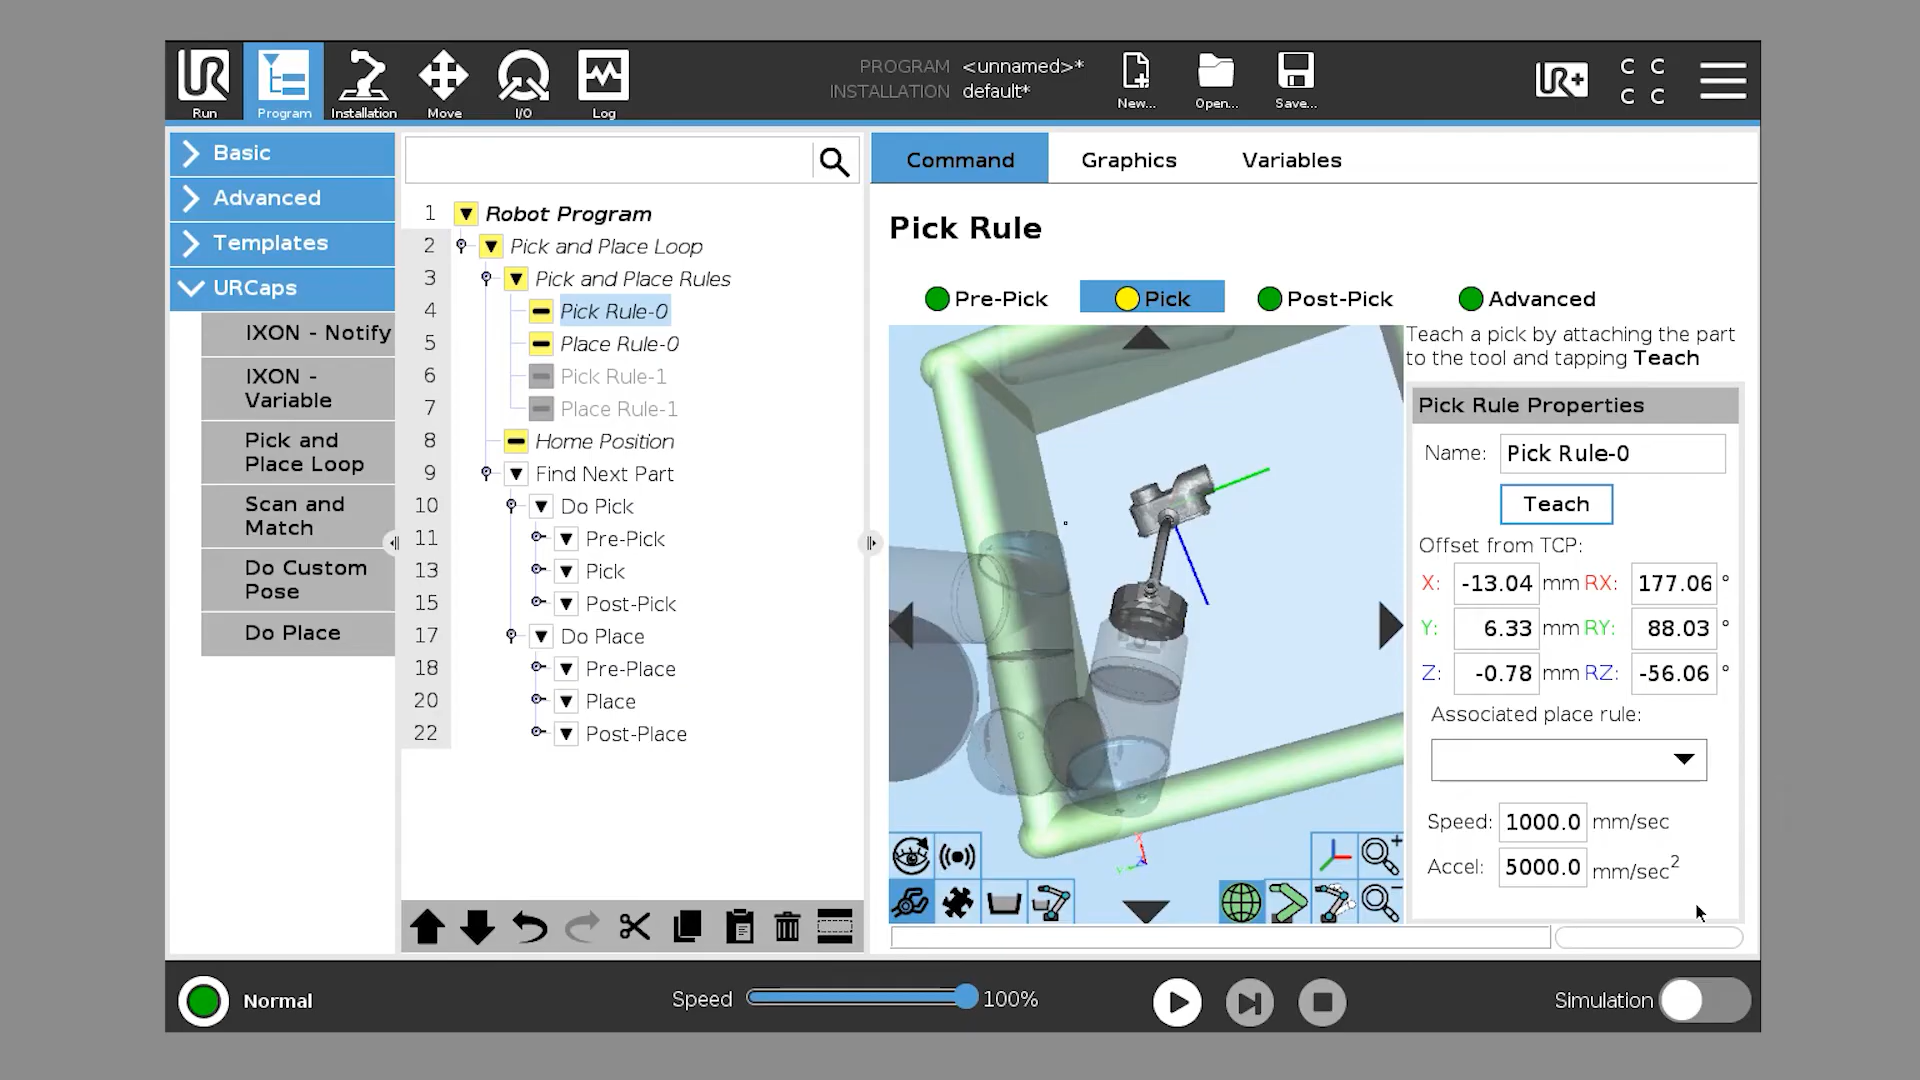 PROGRAM <unnamed>*
INSTALLATION default*
Run
Program
Installation
Move
I/O
Log
New...
Open...
Save...
UR+
C C
C C
Basic
Advanced
Templates
URCaps
IXON - Notify
IXON -
Variable
Pick and
Place Loop
Scan and
Match
Do Custom
Pose
Do Place
1 Robot Program
2 Pick and Place Loop
3 Pick and Place Rules
4 Pick Rule-0
5 Place Rule-0
6 Pick Rule-1
7 Place Rule-1
8 Home Position
9 Find Next Part
10 Do Pick
11 Pre-Pick
13 Pick
15 Post-Pick
17 Do Place
18 Pre-Place
20 Place
22 Post-Place
Command Graphics Variables
Pick Rule
Pre-Pick Pick Post-Pick Advanced
Teach a pick by attaching the part
to the tool and tapping Teach
Pick Rule Properties
Name: Pick Rule-0
Teach
Offset from TCP:
X: -13.04 mm RX: 177.06 °
Y: 6.33 mm RY: 88.03 °
Z: -0.78 mm RZ: -56.06 °
Associated place rule:
Speed: 1000.0 mm/sec
Accel: 5000.0 mm/sec2
Normal
Speed 100%
Simulation